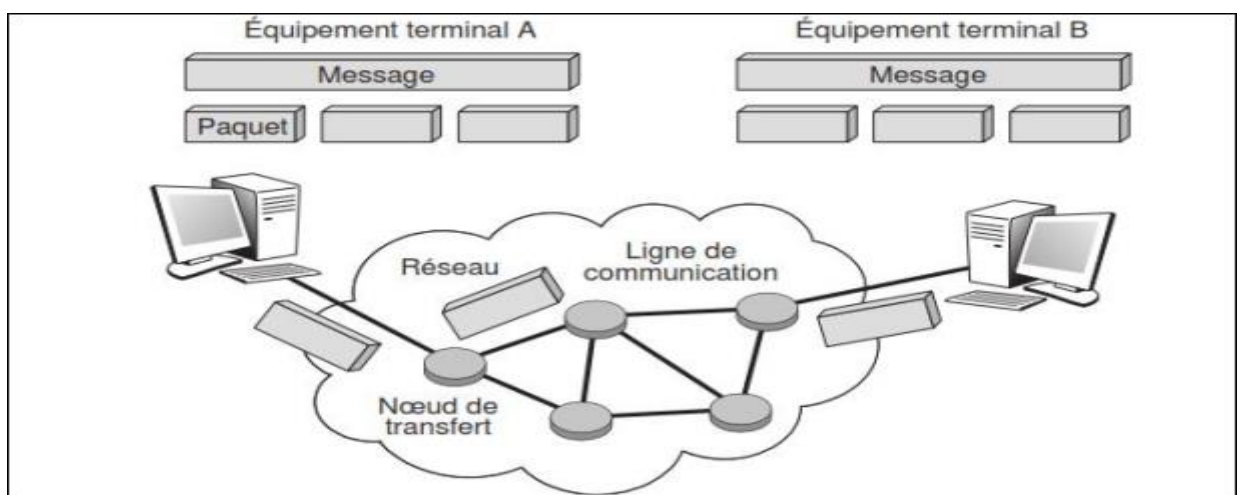 Équipement terminal A
Équipement terminal B
Message
Message
Paquet
Réseau
Ligne de
communication
Nœud de
transfert